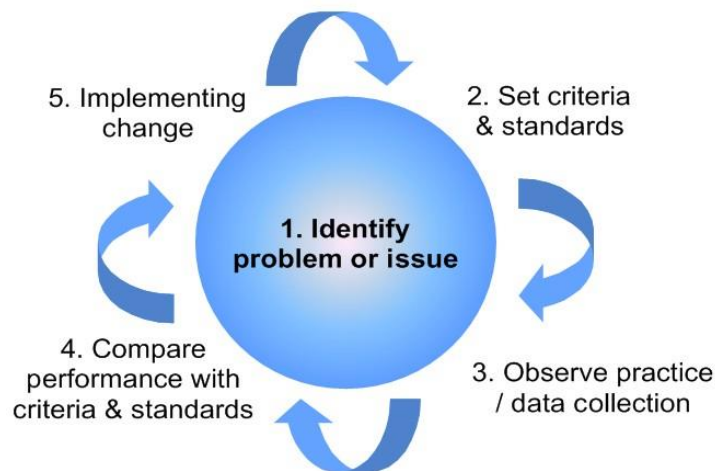 1. Identify
problem or issue
2. Set criteria
& standards
3. Observe practice
/ data collection
4. Compare
performance with
criteria & standards
5. Implementing
change